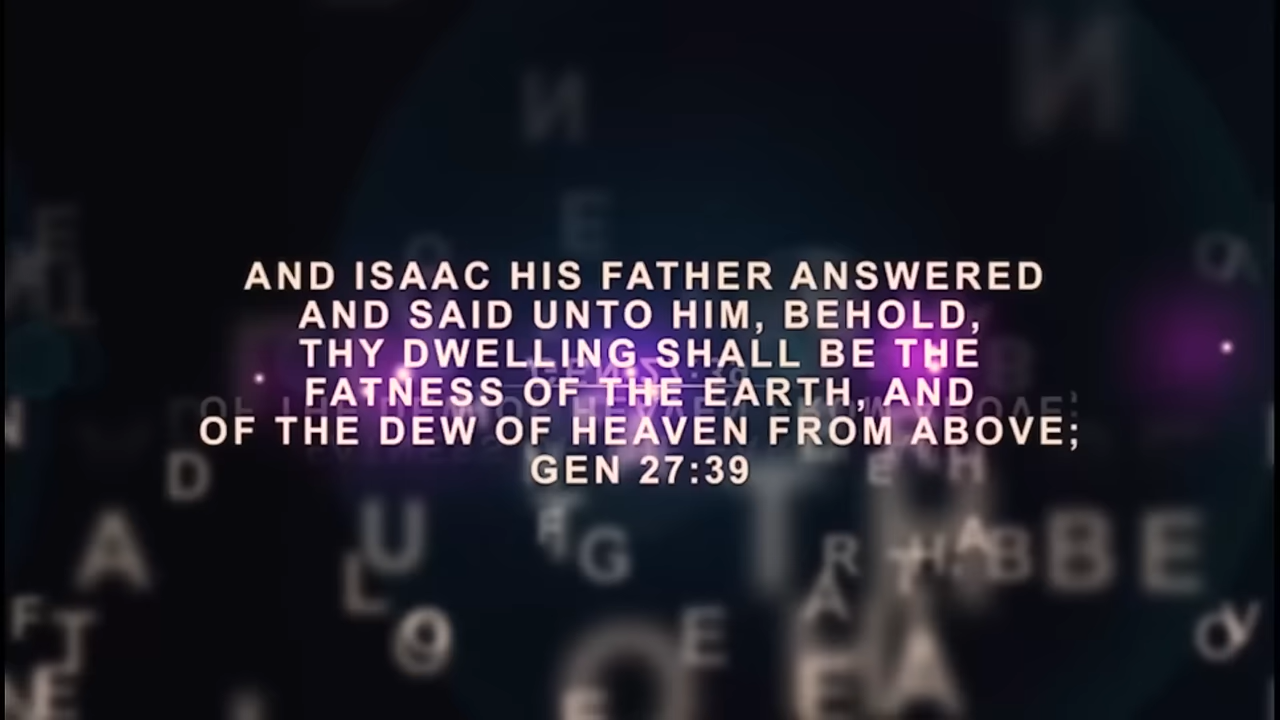 AND ISAAC HIS FATHER ANSWERED
AND SAID UNTO HIM, BEHOLD,
THY DWELLING SHALL BE THE
FATNESS OF THE EARTH, AND
OF THE DEW OF HEAVEN FROM ABOVE;
GEN 27:39